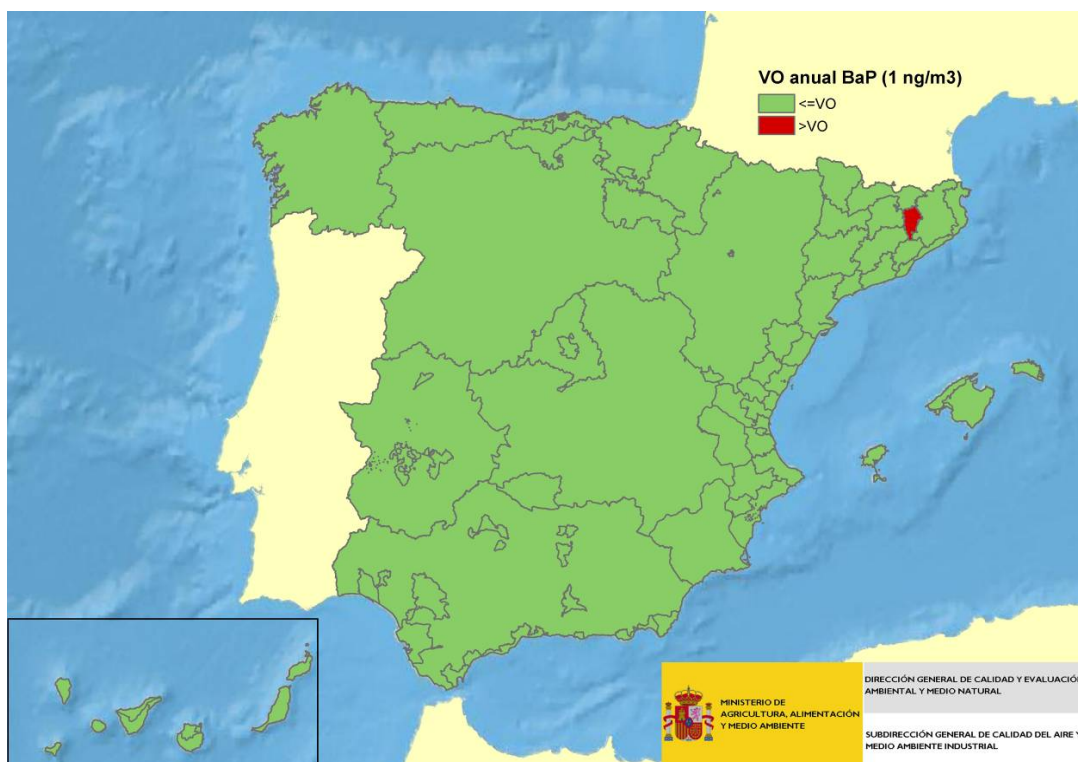 VO anual BaP (1 ng/m3)
<=VO
>VO
MINISTERIO DE
AGRICULTURA, ALIMENTACIÓN
Y MEDIO AMBIENTE
DIRECCIÓN GENERAL DE CALIDAD Y EVALUACIÓN
AMBIENTAL Y MEDIO NATURAL
SUBDIRECCIÓN GENERAL DE CALIDAD DEL AIRE Y
MEDIO AMBIENTE INDUSTRIAL